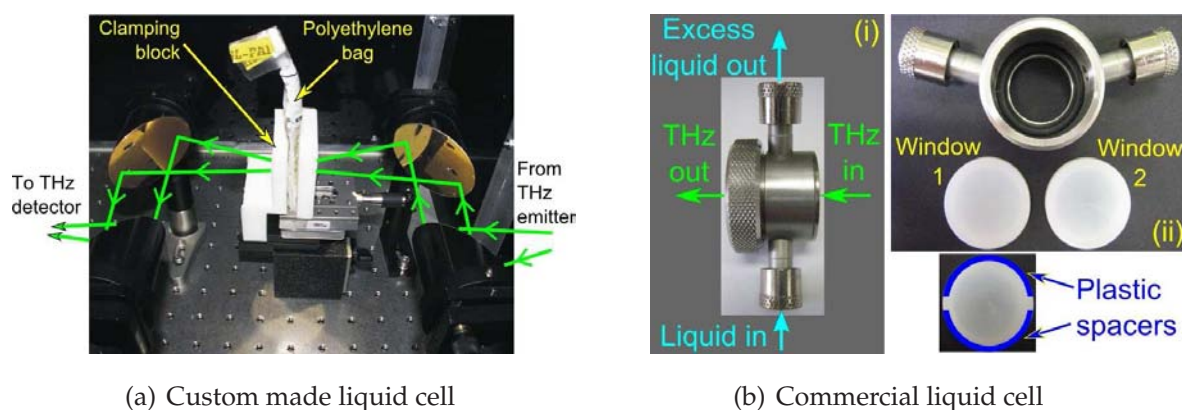 Clamping
block
Polyethylene
bag
To THz
detector
From
THz
emitter
(a) Custom made liquid cell
(i)
Excess
liquid out
THz
out
THz
in
Liquid in
Window
1
Window
2
(ii)
Plastic
spacers
(b) Commercial liquid cell